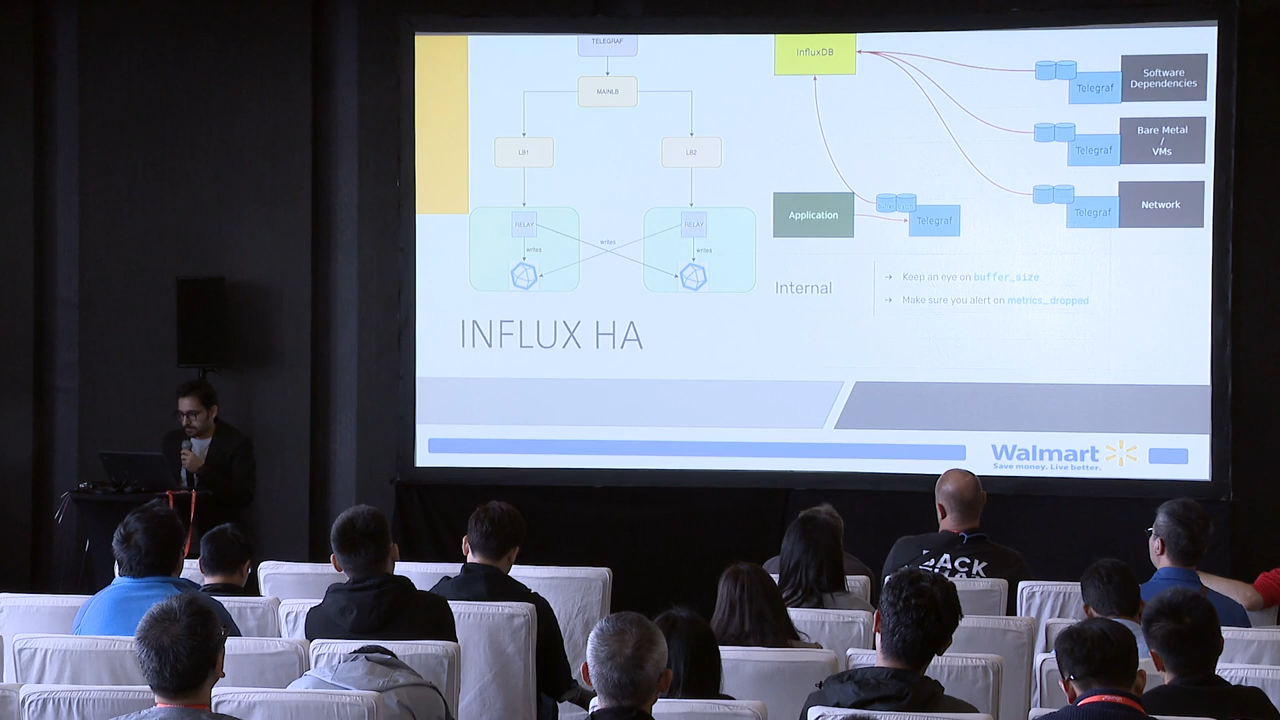 TELEGRAF
MAINLB
LB1
LB2
RELAY
RELAY
writes
writes
writes
INFLUX HA
InfluxDB
Telegraf
Software
Dependencies
Telegraf
Bare Metal
/
VMs
Telegraf
Network
Application
Telegraf
Internal
→ Keep an eye on buffer_size
→ Make sure you alert on metrics_dropped
Walmart
Save money. Live better.
BACK